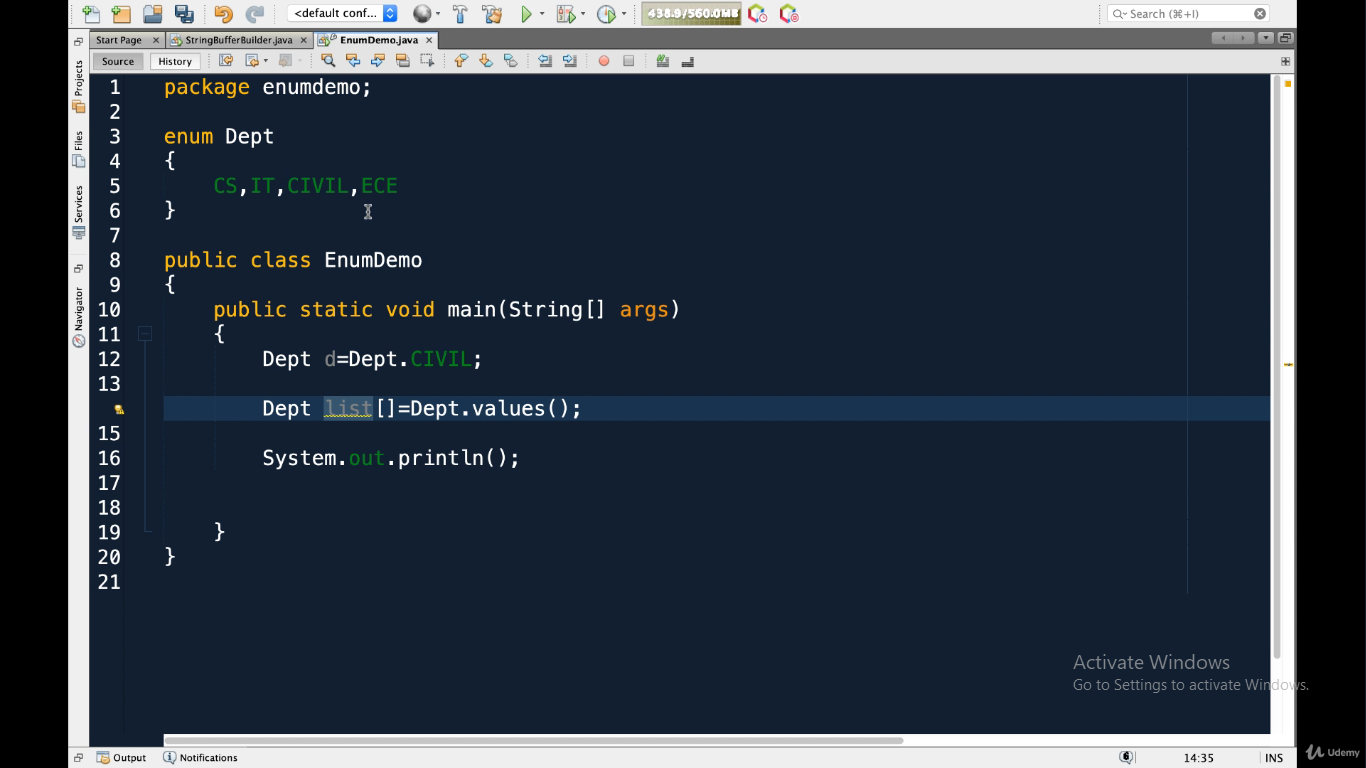 <default conf...
438.9/560.0MB
Search (⌘+I)
Start Page
StringBufferBuilder.java
EnumDemo.java
Source
History
Projects
Files
Services
Navigator
1 package enumdemo;
2
3 enum Dept
4 {
5 CS,IT,CIVIL,ECE
6 }
7
8 public class EnumDemo
9 {
10 public static void main(String[] args)
11 {
12 Dept d=Dept.CIVIL;
13
Dept list[]=Dept.values();
15
16 System.out.println();
17
18
19 }
20 }
21
Activate Windows
Go to Settings to activate Windows.
Output
Notifications
6
14:35
INS
Udemy